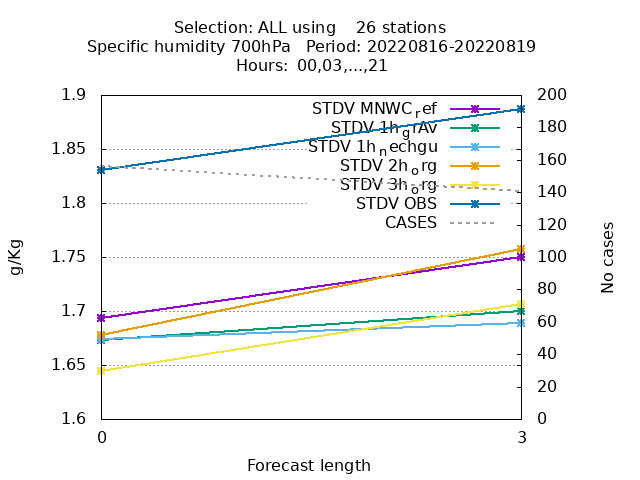 Selection: ALL using    26 stations
Specific humidity 700hPa   Period: 20220816-20220819
Hours: 00,03,...,21
1.9
1.85
1.8
1.75
1.7
1.65
1.6
g/Kg
STDV MNWC_ref
STDV 1h_grAv
STDV 1h_nechgu
STDV 2h_org
STDV 3h_org
STDV OBS
CASES
200
180
160
140
120
100
80
60
40
20
0
No cases
0
3
Forecast length